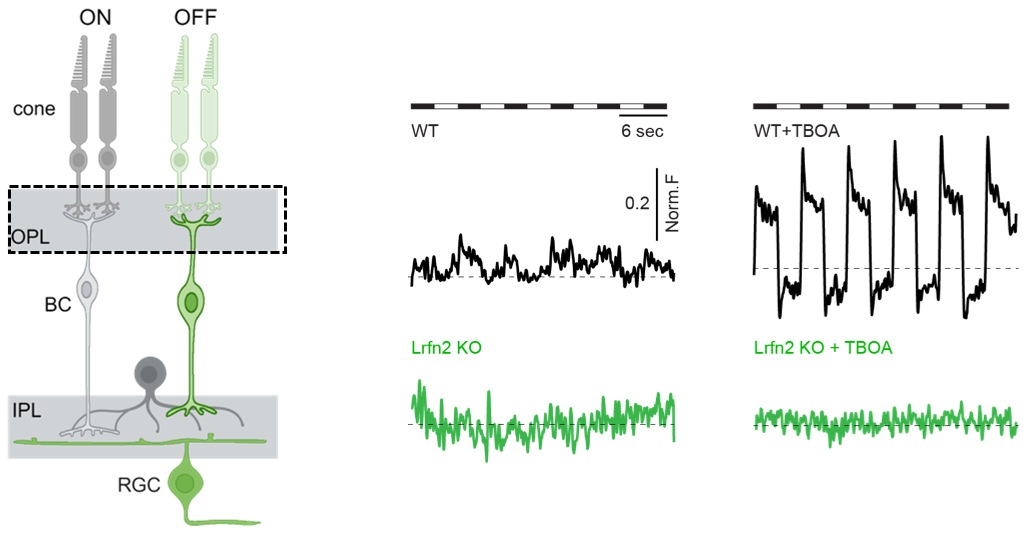 ON
OFF
cone
OPL
BC
IPL
RGC
WT
6 sec
0.2
Norm.F
Lrfn2 KO
WT+TBOA
Lrfn2 KO + TBOA